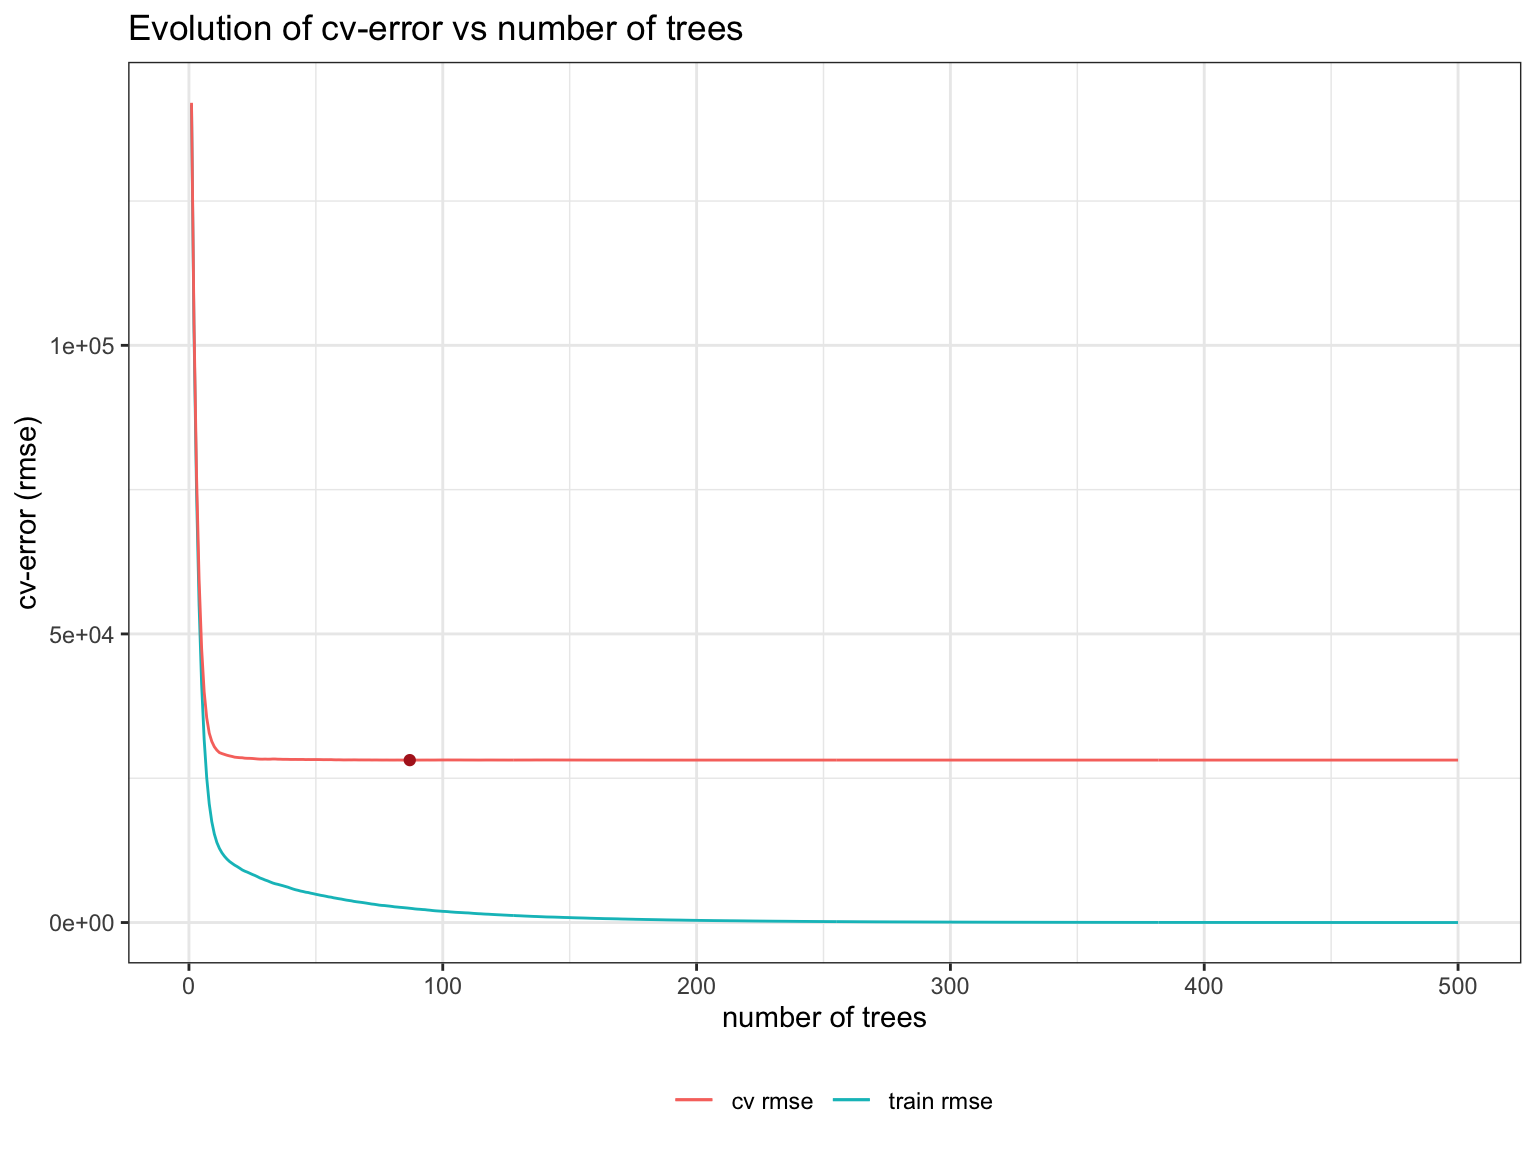 Evolution of cv-error vs number of trees
cv-error (rmse)
1e+05
5e+04
0e+00
0 100 200 300 400 500
number of trees
cv rmse train rmse